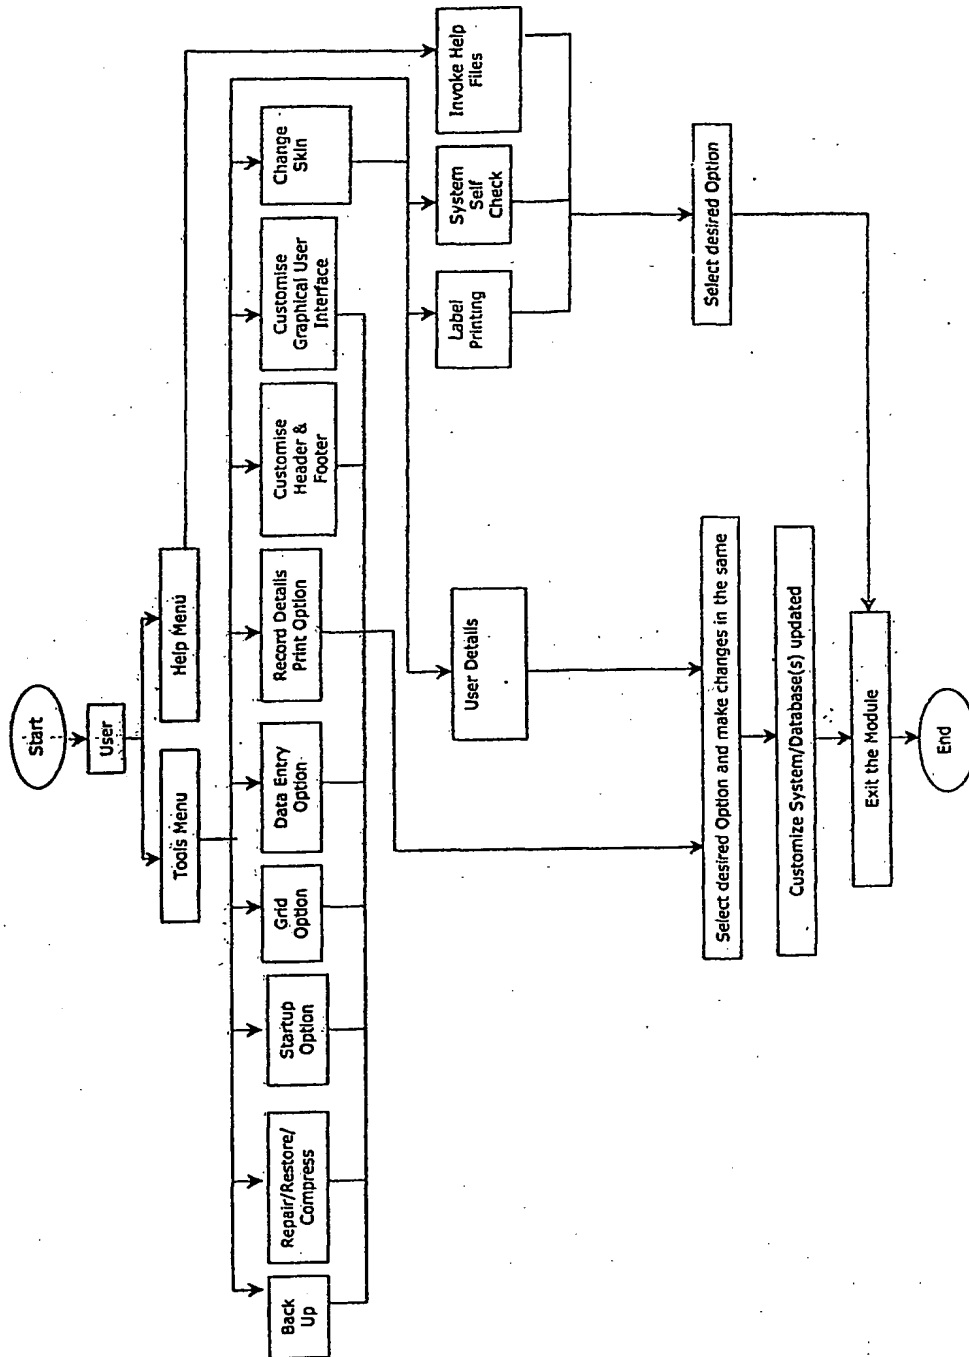 Start
User
Tools Menu
Help Menu
Back
Up
Repair/Restore/
Compress
Startup
Option
Grid
Option
Data Entry
Option
Record Details
Print Option
Customise
Header &
Footer
Customise
Graphical User
Interface
Change
Skin
User Details
Label
Printing
System
Self
Check
Invoke Help
Files
Select desired Option and make changes in the same
Select desired Option
Customize System/Database(s) updated
Exit the Module
End